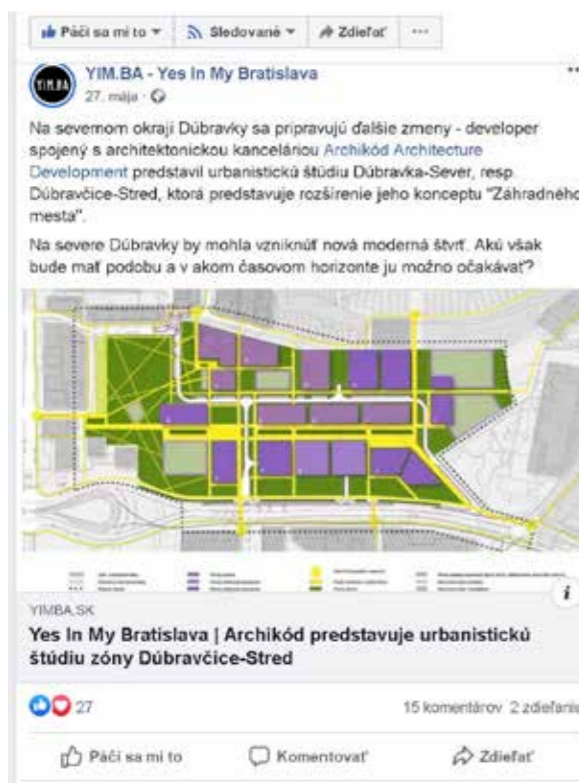 Páči sa mi to
Sledované
Zdieľať
YIM.BA
YIM.BA - Yes In My Bratislava
27. mája
Na severnom okraji Dúbravky sa pripravujú ďalšie zmeny - developer
spojený s architektonickou kanceláriou Archikód Architecture
Development predstavil urbanistickú štúdiu Dúbravka-Sever, resp.
Dúbravčice-Stred, ktorá predstavuje rozšírenie jeho konceptu "Záhradného
mesta".
Na severe Dúbravky by mohla vzniknúť nová moderná štvrť. Akú však
bude mať podobu a v akom časovom horizonte ju možno očakávať?
YIMBA.SK
Yes In My Bratislava | Archikód predstavuje urbanistickú
štúdiu zóny Dúbravčice-Stred
27
15 komentárov 2 zdieľania
Páči sa mi to
Komentovať
Zdieľať